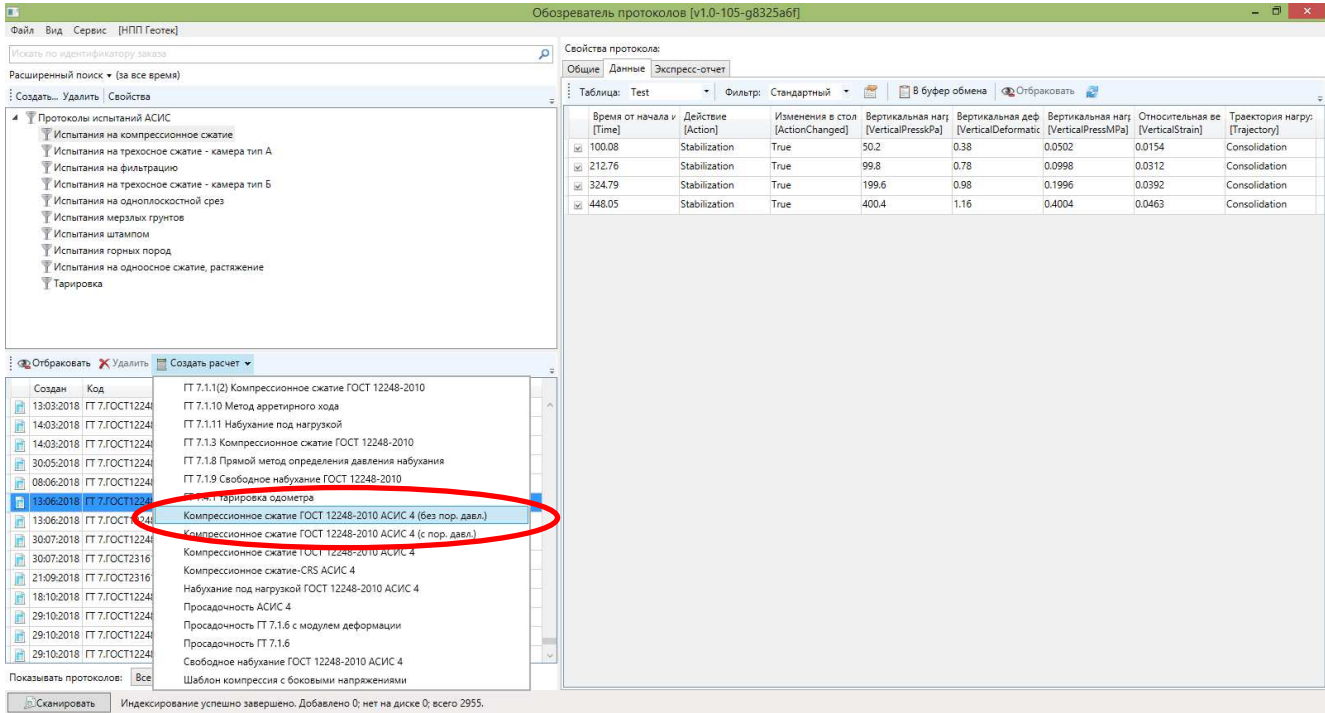 Обозреватель протоколов [v1.0-105-g8325a6f]
Файл Вид Сервис [НПП Геотек]
Искать по идентификатору заказа
Расширенный поиск (за все время)
Создать... Удалить Свойства
Протоколы испытаний АСИС
Испытания на компрессионное сжатие
Испытания на трехосное сжатие - камера тип А
Испытания на фильтрацию
Испытания на трехосное сжатие - камера тип Б
Испытания на одноплоскостной срез
Испытания мерзлых грунтов
Испытания штампом
Испытания горных пород
Испытания на одноосное сжатие, растяжение
Тарировка
Отбраковать Удалить Создать расчет
Создан Код
13:03:2018 ГТ 7.ГОСТ12248
14:03:2018 ГТ 7.ГОСТ12248
14:03:2018 ГТ 7.ГОСТ12248
30:05:2018 ГТ 7.ГОСТ12248
08:06:2018 ГТ 7.ГОСТ12248
13:06:2018 ГТ 7.ГОСТ12248
13:06:2018 ГТ 7.ГОСТ12248
30:07:2018 ГТ 7.ГОСТ12248
30:07:2018 ГТ 7.ГОСТ2316
21:09:2018 ГТ 7.ГОСТ2316
18:10:2018 ГТ 7.ГОСТ12248
29:10:2018 ГТ 7.ГОСТ12248
29:10:2018 ГТ 7.ГОСТ12248
29:10:2018 ГТ 7.ГОСТ12248
ГТ 7.1.1(2) Компрессионное сжатие ГОСТ 12248-2010
ГТ 7.1.10 Метод арретирного хода
ГТ 7.1.11 Набухание под нагрузкой
ГТ 7.1.3 Компрессионное сжатие ГОСТ 12248-2010
ГТ 7.1.8 Прямой метод определения давления набухания
ГТ 7.1.9 Свободное набухание ГОСТ 12248-2010
ГТ 7.4.1 Тарировка одометра
Компрессионное сжатие ГОСТ 12248-2010 АСИС 4 (без пор. давл.)
Компрессионное сжатие ГОСТ 12248-2010 АСИС 4 (с пор. давл.)
Компрессионное сжатие ГОСТ 12248-2010 АСИС 4
Компрессионное сжатие-CRS АСИС 4
Набухание под нагрузкой ГОСТ 12248-2010 АСИС 4
Просадочность АСИС 4
Просадочность ГТ 7.1.6 с модулем деформации
Просадочность ГТ 7.1.6
Свободное набухание ГОСТ 12248-2010 АСИС 4
Шаблон компрессия с боковыми напряжениями
Показывать протоколов: Все
Сканировать Индексирование успешно завершено. Добавлено 0; нет на диске 0; всего 2955.
Свойства протокола:
Общие Данные Экспресс-отчет
Таблица: Test Фильтр: Стандартный В буфер обмена Отбраковать
Время от начала и Действие Изменения в стол Вертикальная нагр Вертикальная деф Вертикальная нагр Относительная ве Траектория нагру:
[Time] [Action] [ActionChanged] [VerticalPresskPa] [VerticalDeformatic [VerticalPressMPa] [VerticalStrain] [Trajectory]
100.08 Stabilization True 50.2 0.38 0.0502 0.0154 Consolidation
212.76 Stabilization True 99.8 0.78 0.0998 0.0312 Consolidation
324.79 Stabilization True 199.6 0.98 0.1996 0.0392 Consolidation
448.05 Stabilization True 400.4 1.16 0.4004 0.0463 Consolidation